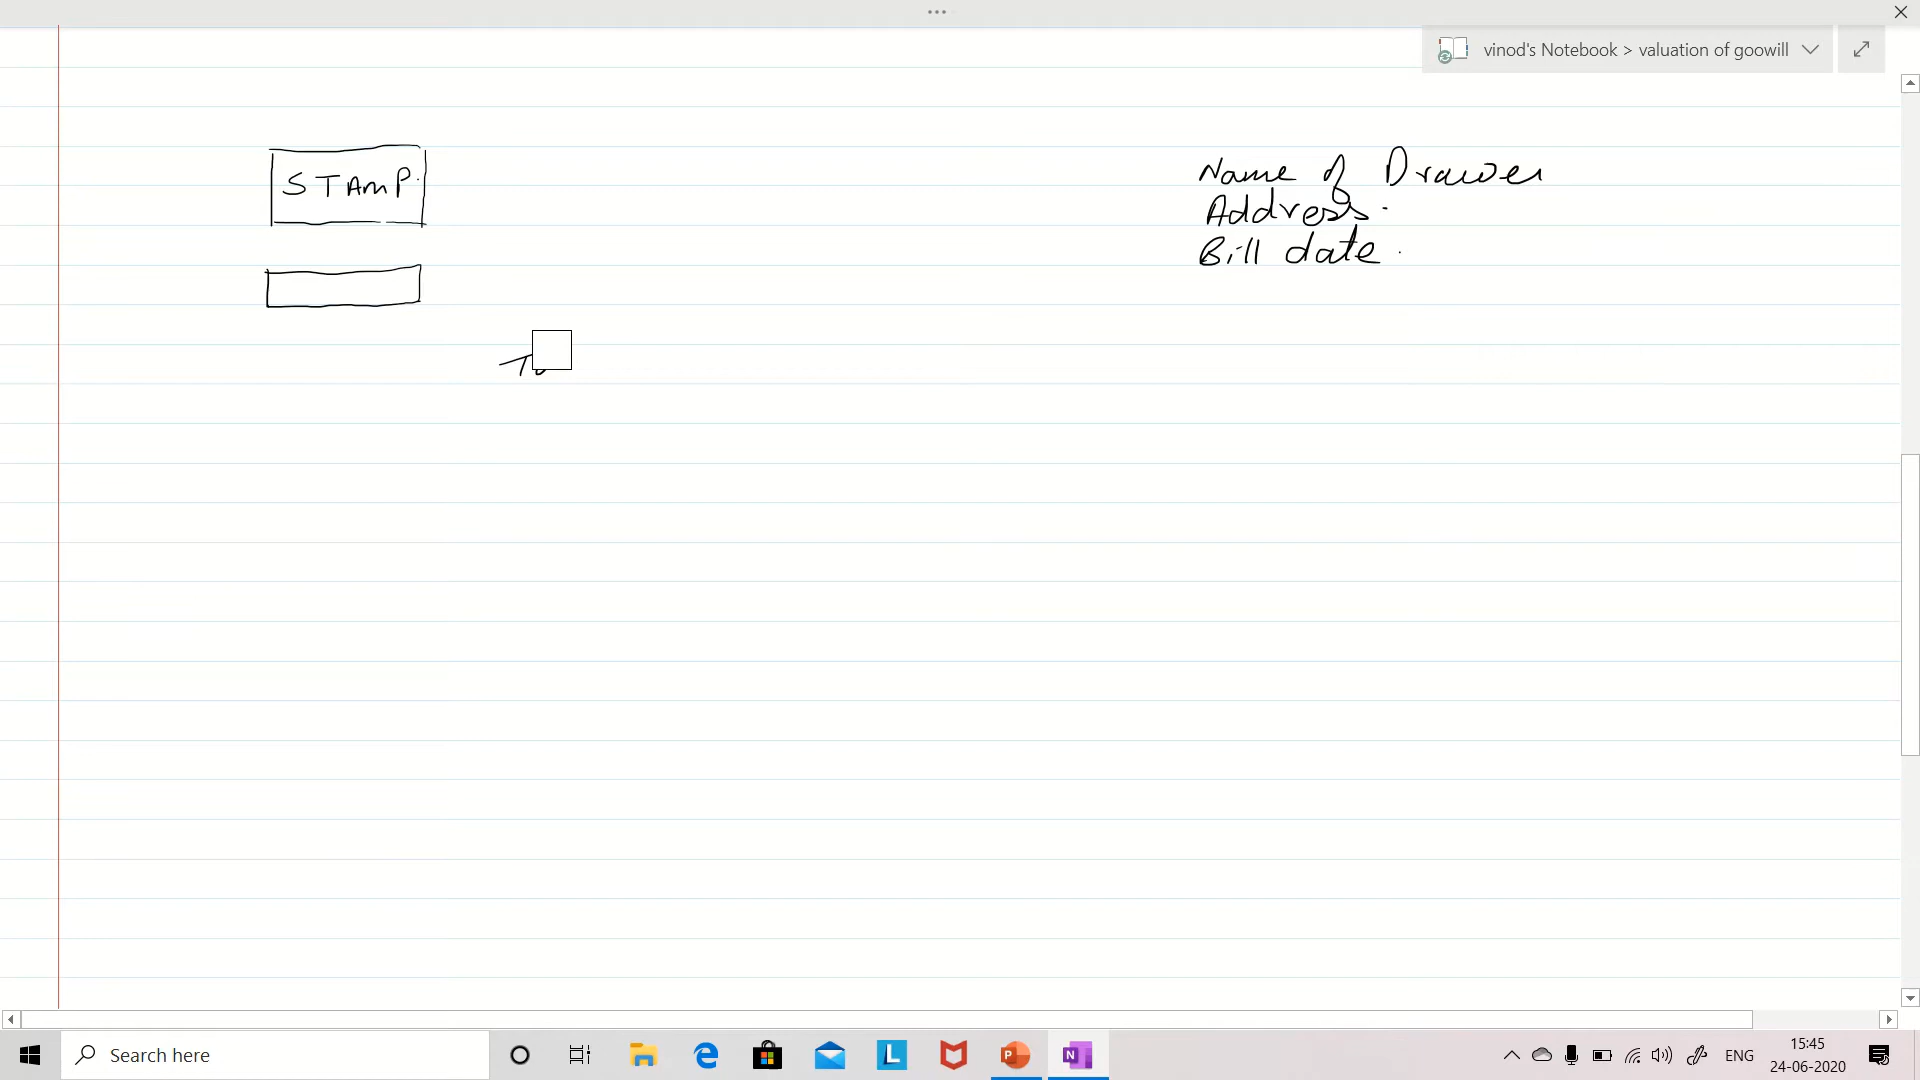 vinod's Notebook > valuation of goowill
STAMP.
Name of Drawer
Address.
Bill date.
Search here
ENG
15:45
24-06-2020